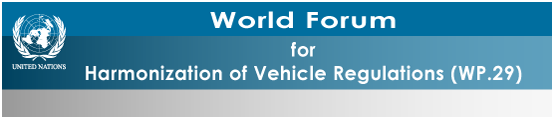 World Forum
for
Harmonization of Vehicle Regulations (WP.29)
UNITED NATIONS